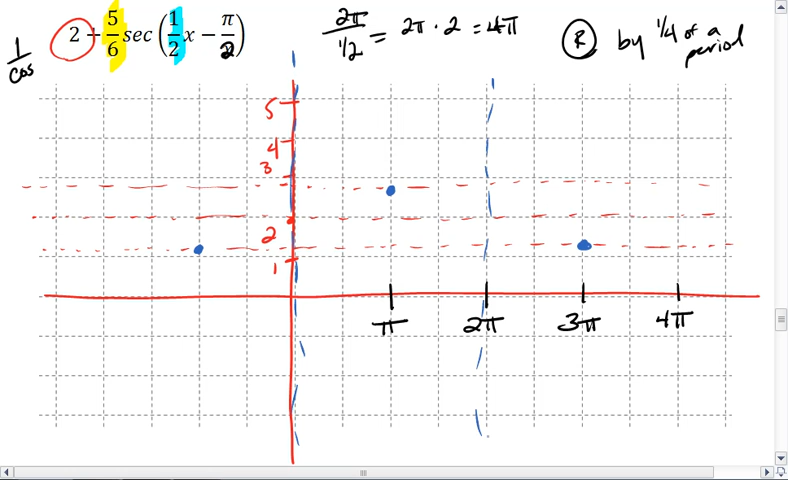 2 + 5/6 sec(1/2 x − π/2)
1/cos
2π / 1/2 = 2π · 2 = 4π
Ⓡ by 1/4 of a period
5
4
3
2
1
π 2π 3π 4π